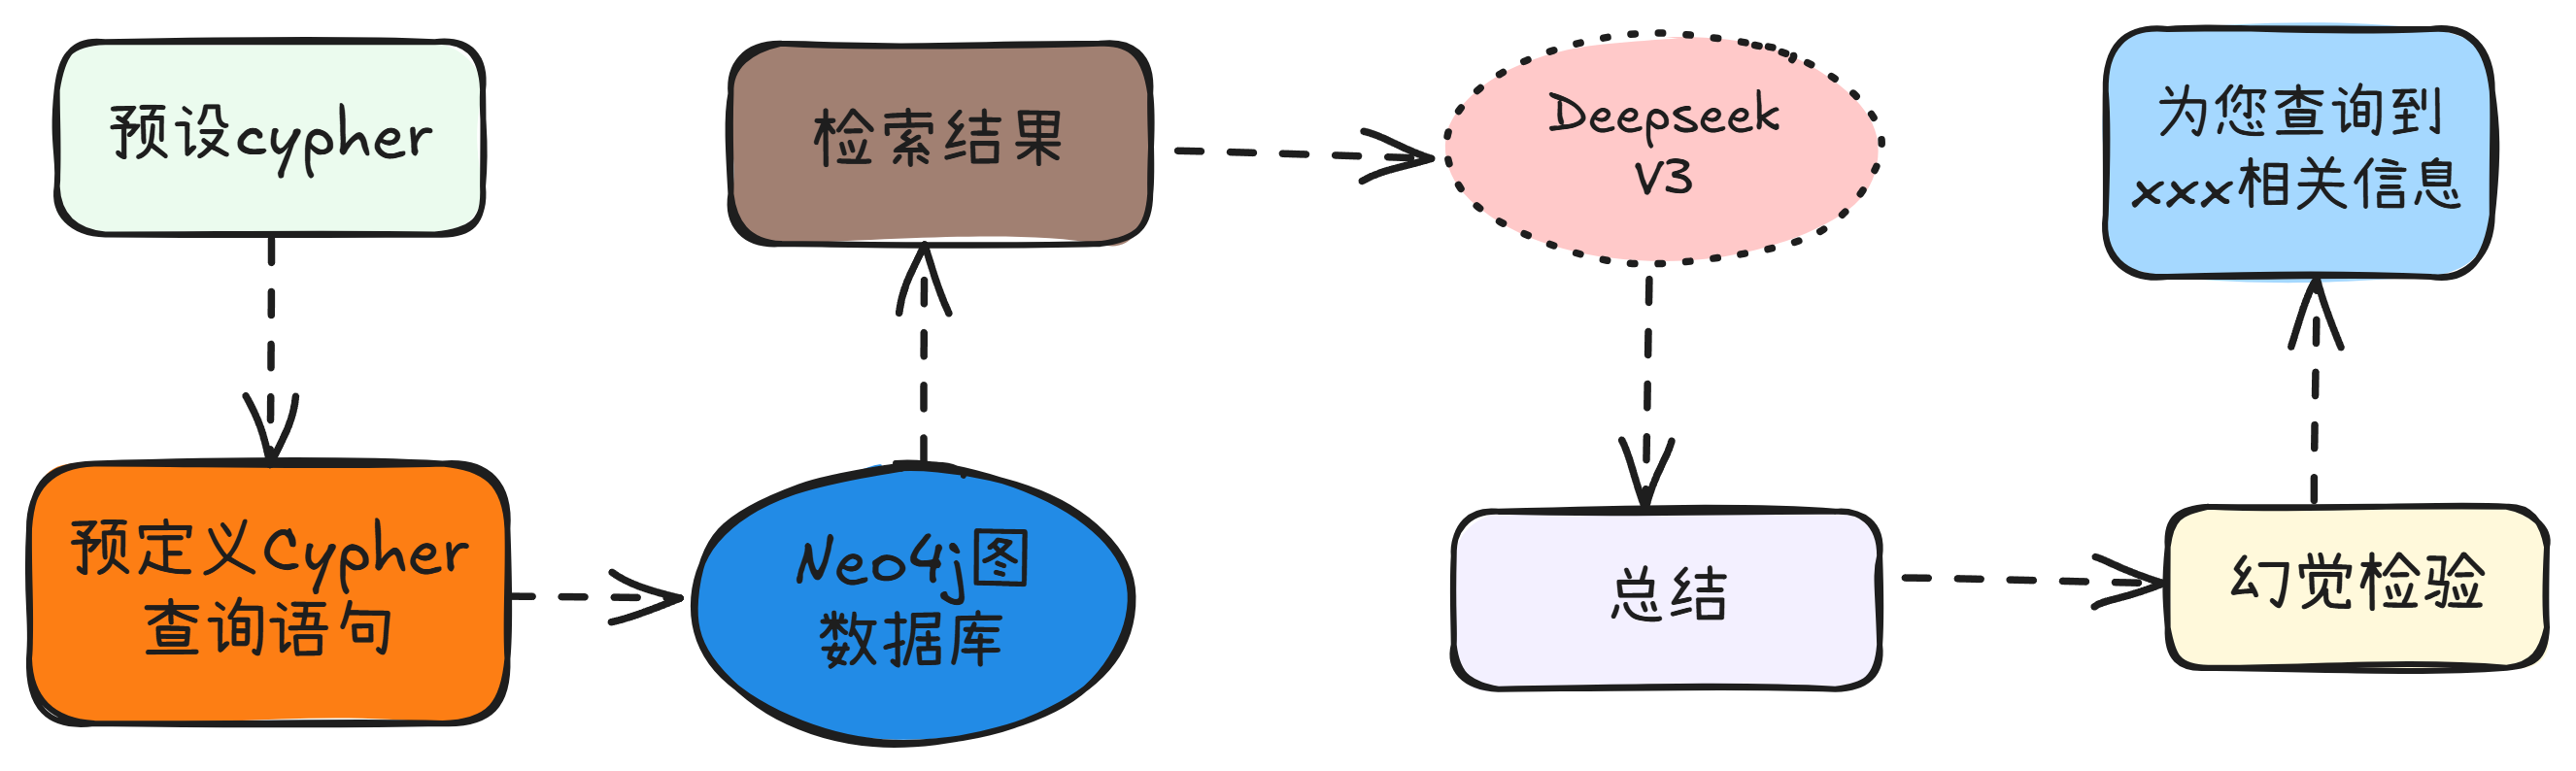 预设cypher
预定义Cypher
查询语句
Neo4j图
数据库
检索结果
Deepseek
V3
总结
幻觉检验
为您查询到
xxx相关信息